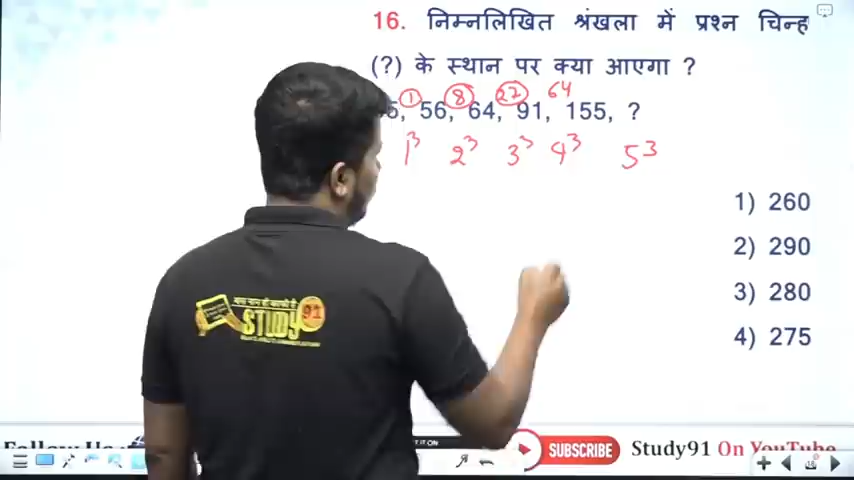 16. निम्नलिखित श्रंखला में प्रश्न चिन्ह
(?) के स्थान पर क्या आएगा ?
1 8 27 64
5, 56, 64, 91, 155, ?
1³ 2³ 3³ 4³ 5³
1) 260
2) 290
3) 280
4) 275
STUDY 91
SUBSCRIBE
Study91 On YouTube